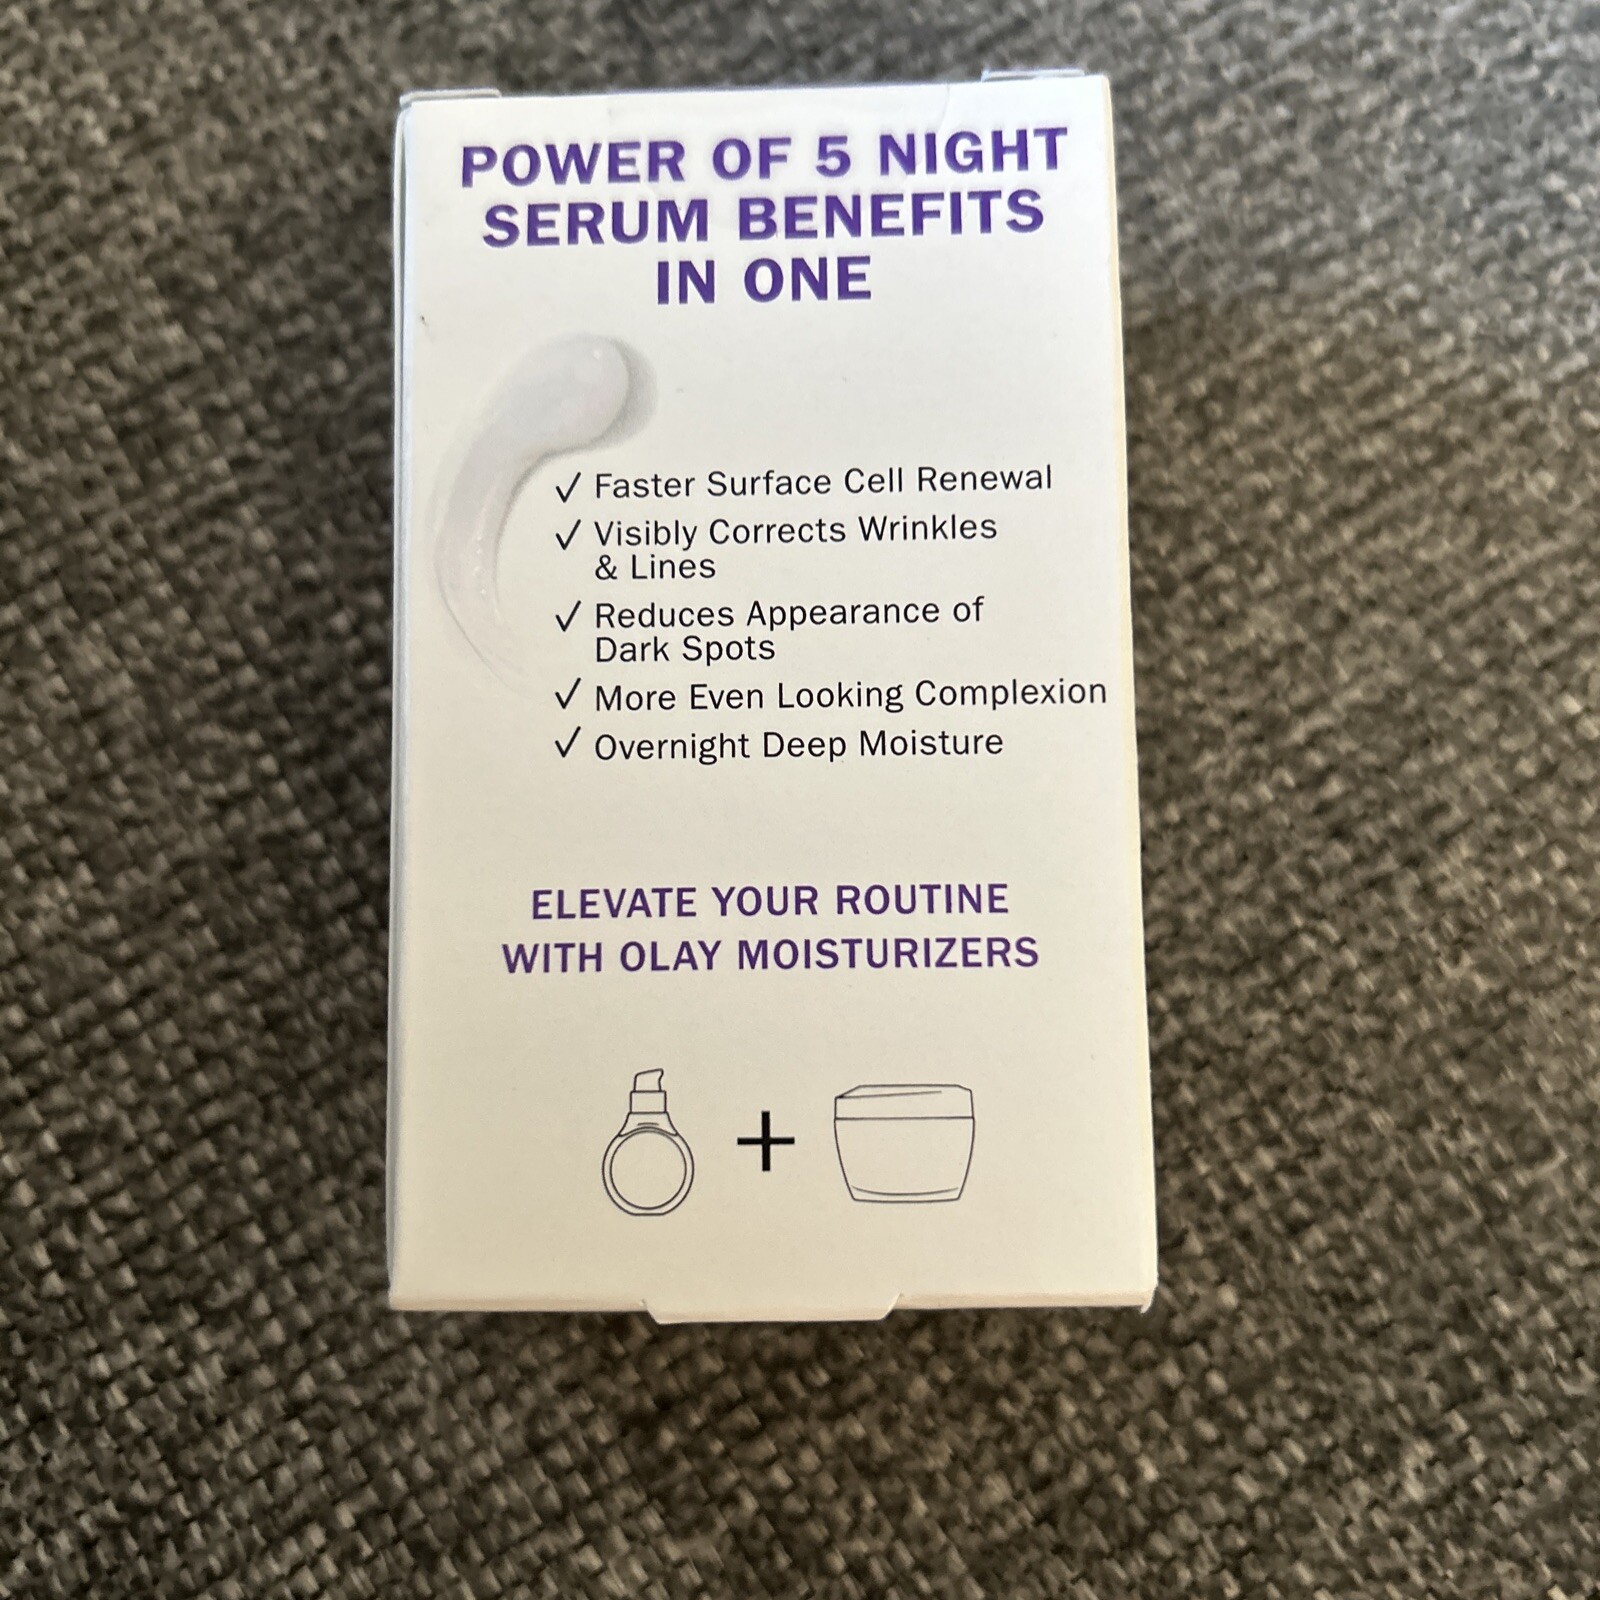 POWER OF 5 NIGHT
SERUM BENEFITS
IN ONE
✓ Faster Surface Cell Renewal
✓ Visibly Corrects Wrinkles
& Lines
✓ Reduces Appearance of
Dark Spots
✓ More Even Looking Complexion
✓ Overnight Deep Moisture
ELEVATE YOUR ROUTINE
WITH OLAY MOISTURIZERS
+